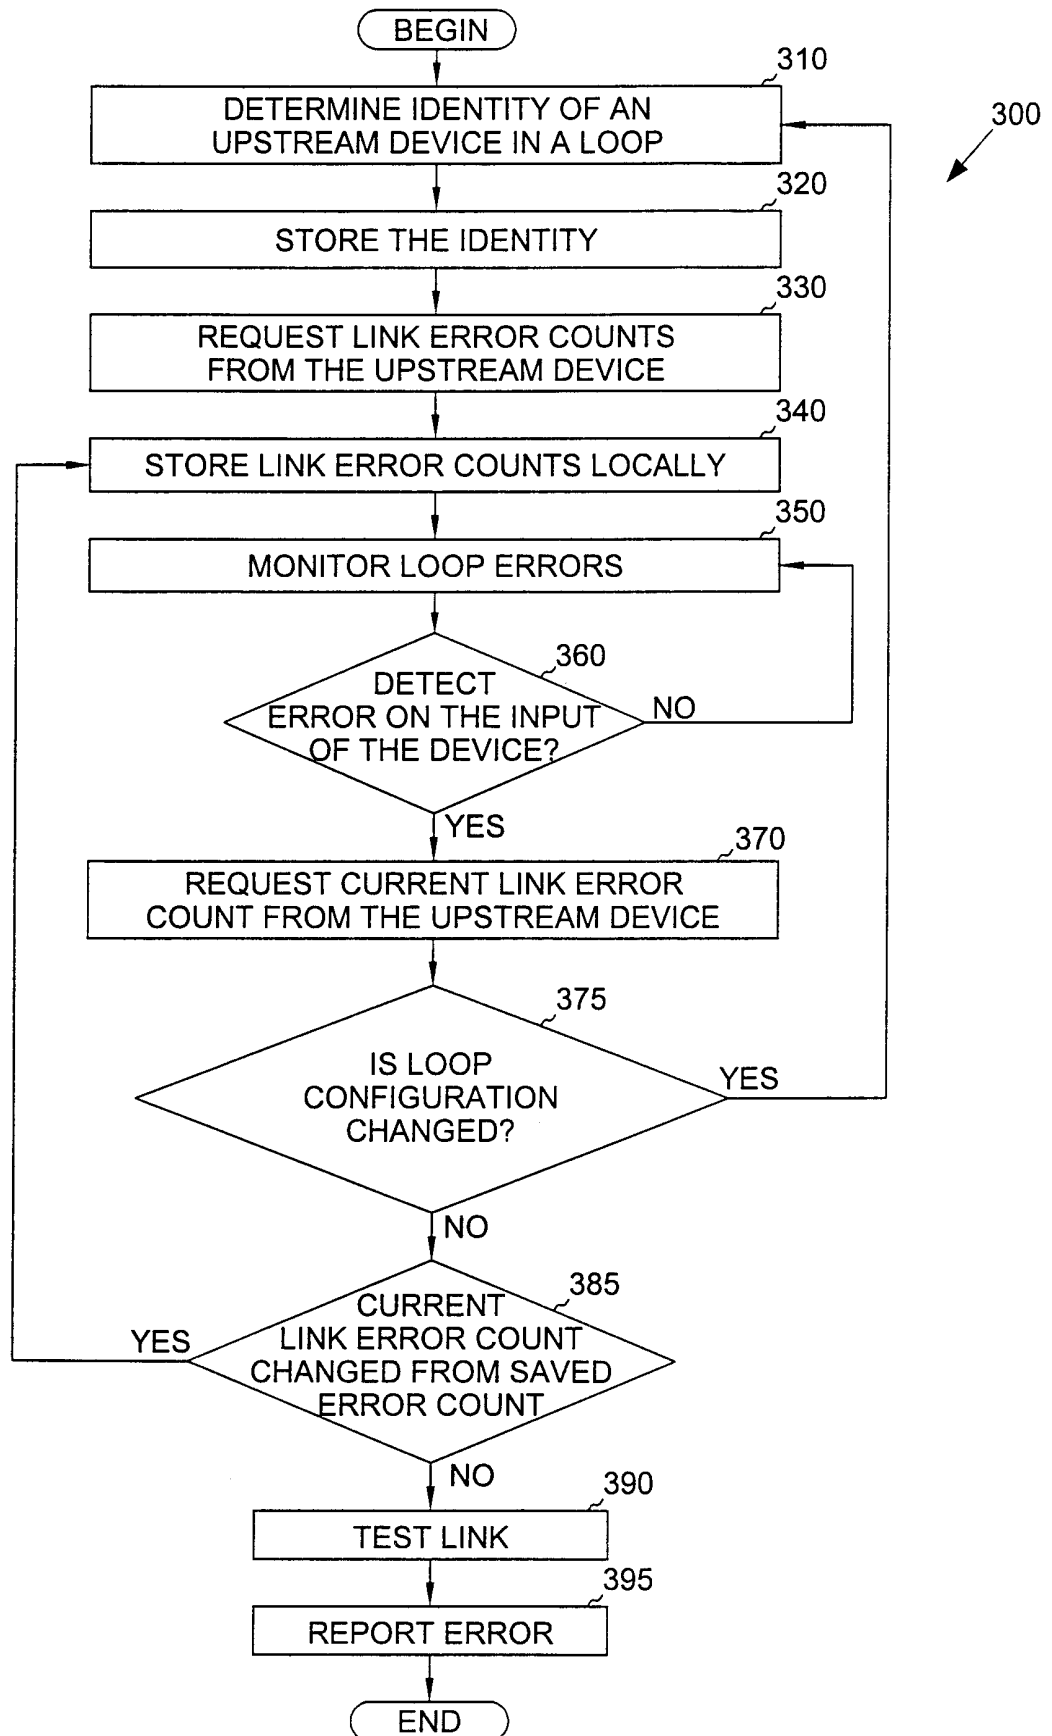 BEGIN
310
DETERMINE IDENTITY OF AN
UPSTREAM DEVICE IN A LOOP
300
320
STORE THE IDENTITY
330
REQUEST LINK ERROR COUNTS
FROM THE UPSTREAM DEVICE
340
STORE LINK ERROR COUNTS LOCALLY
350
MONITOR LOOP ERRORS
360
DETECT
ERROR ON THE INPUT
OF THE DEVICE?
NO
YES
370
REQUEST CURRENT LINK ERROR
COUNT FROM THE UPSTREAM DEVICE
375
IS LOOP
CONFIGURATION
CHANGED?
YES
NO
385
CURRENT
LINK ERROR COUNT
CHANGED FROM SAVED
ERROR COUNT
YES
NO
390
TEST LINK
395
REPORT ERROR
END